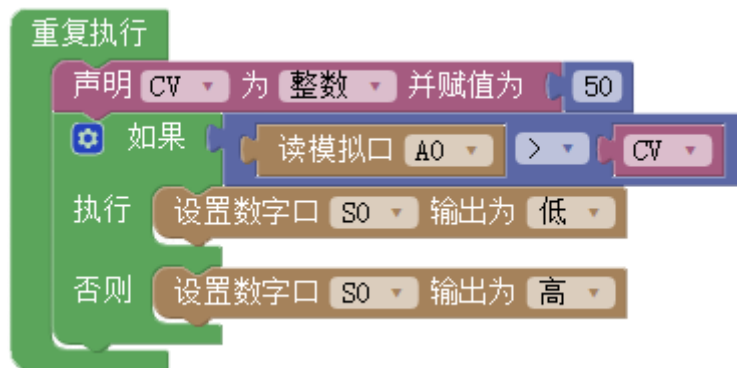 重复执行
声明 CV 为 整数 并赋值为 50
如果 读模拟口 A0 > CV
执行 设置数字口 S0 输出为 低
否则 设置数字口 S0 输出为 高